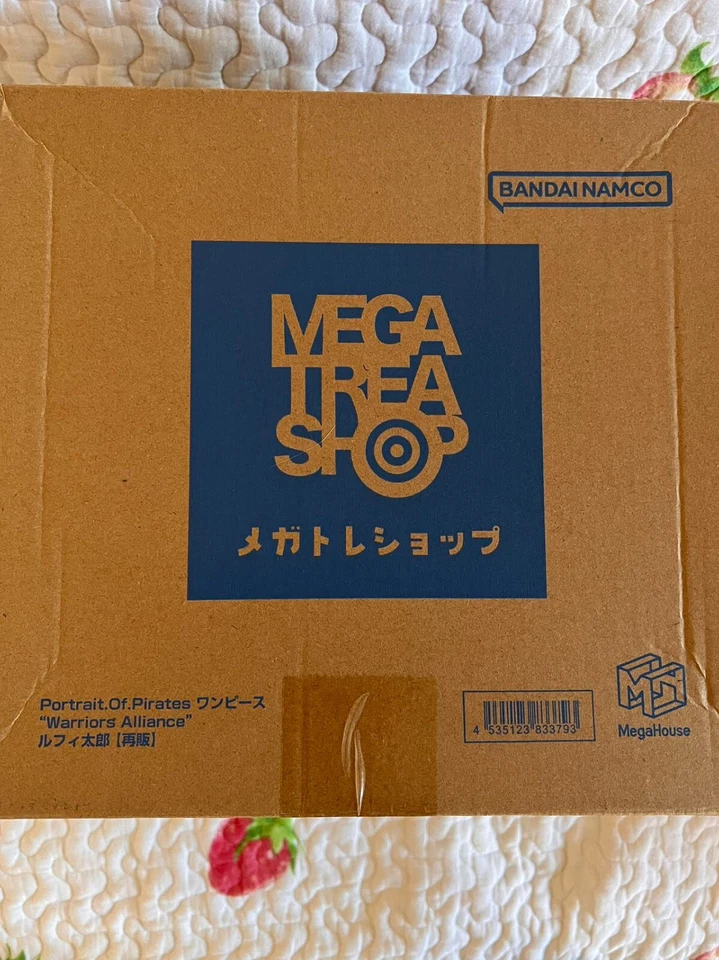 BANDAI NAMCO
MEGA
TREA
SHOP
メガトレショップ
Portrait.Of.Pirates ワンピース
“Warriors Alliance”
ルフィ太郎【再販】
4 535123 833793
MegaHouse